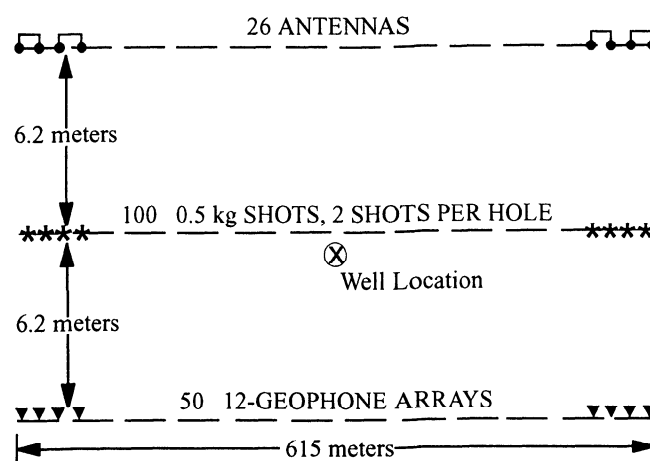 26 ANTENNAS
6.2 meters
100 0.5 kg SHOTS, 2 SHOTS PER HOLE
Well Location
6.2 meters
50 12-GEOPHONE ARRAYS
615 meters